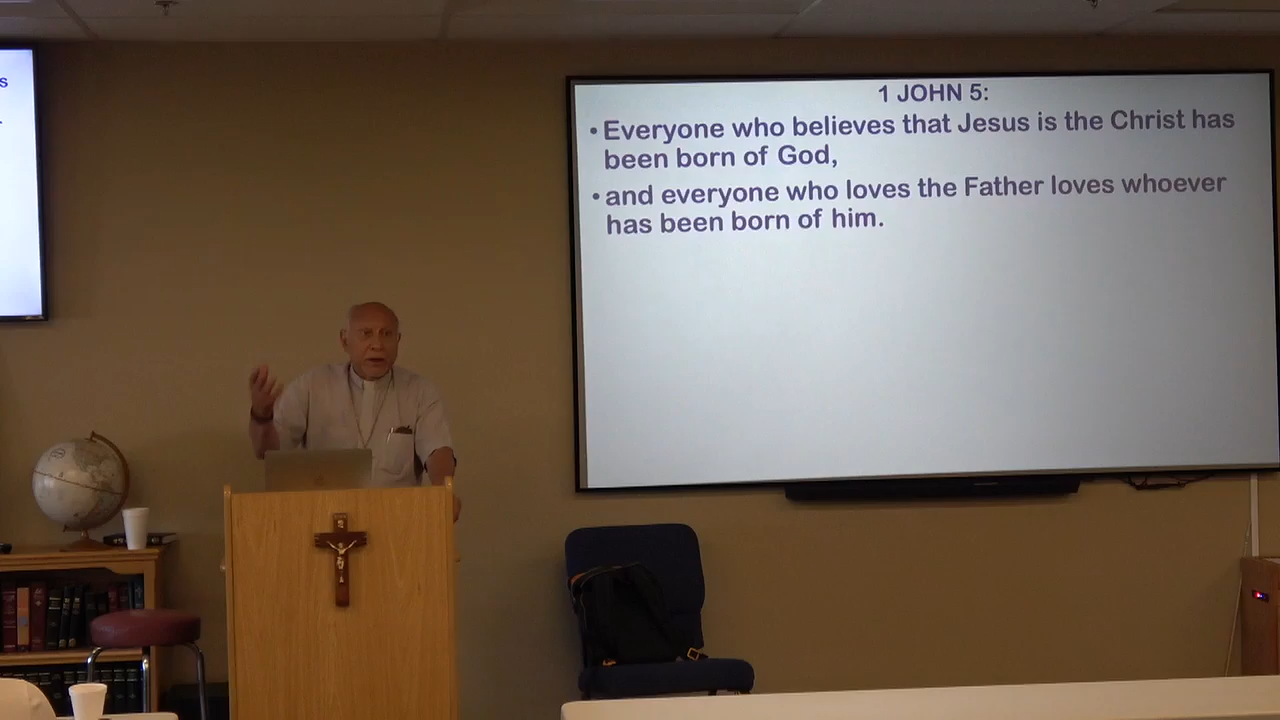 s
1 JOHN 5:
• Everyone who believes that Jesus is the Christ has
been born of God,
• and everyone who loves the Father loves whoever
has been born of him.